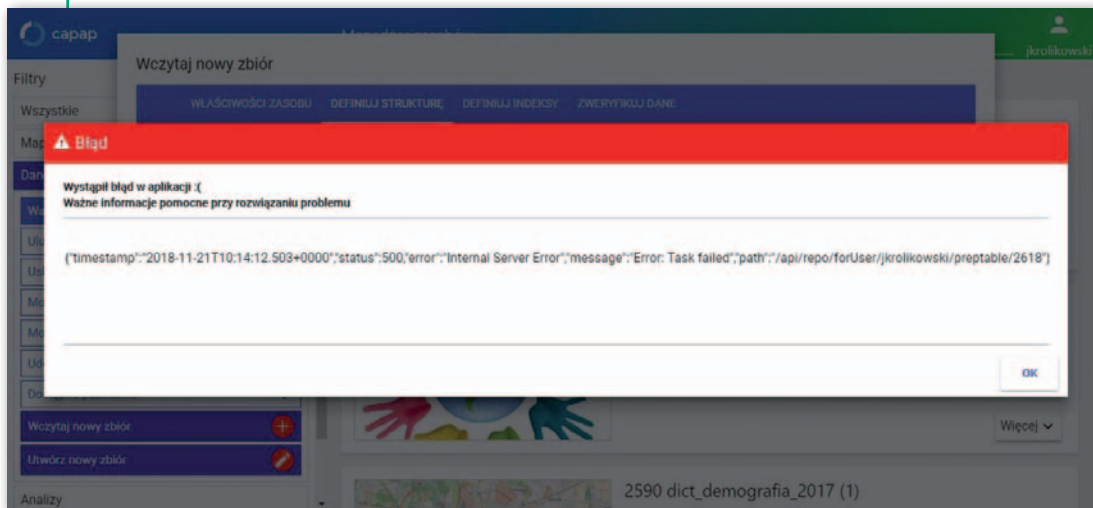 capap
jkrolikowski
Wczytaj nowy zbiór
Filtry
WŁAŚCIWOŚCI ZASOBU DEFINIUJ STRUKTURĘ DEFINIUJ INDEKSY ZWERYFIKUJ DANE
Wszystkie
Błąd
Wystąpił błąd w aplikacji :(
Ważne informacje pomocne przy rozwiązaniu problemu
{"timestamp":"2018-11-21T10:14:12.503+0000","status":500,"error":"Internal Server Error","message":"Error: Task failed","path":"/api/repo/forUser/jkrolikowski/preptable/2618"}
OK
Wczytaj nowy zbiór
Więcej
Utwórz nowy zbiór
Analizy
2590 dict_demografia_2017 (1)